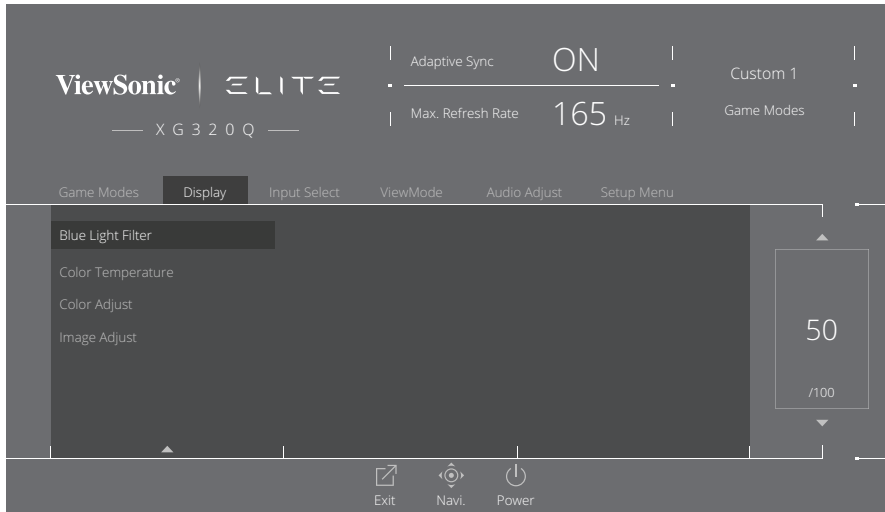 ViewSonic® ELITE
XG320Q
Adaptive Sync ON
Max. Refresh Rate 165 Hz
Custom 1
Game Modes
Game Modes Display Input Select ViewMode Audio Adjust Setup Menu
Blue Light Filter
Color Temperature
Color Adjust
Image Adjust
50
/100
Exit Navi. Power